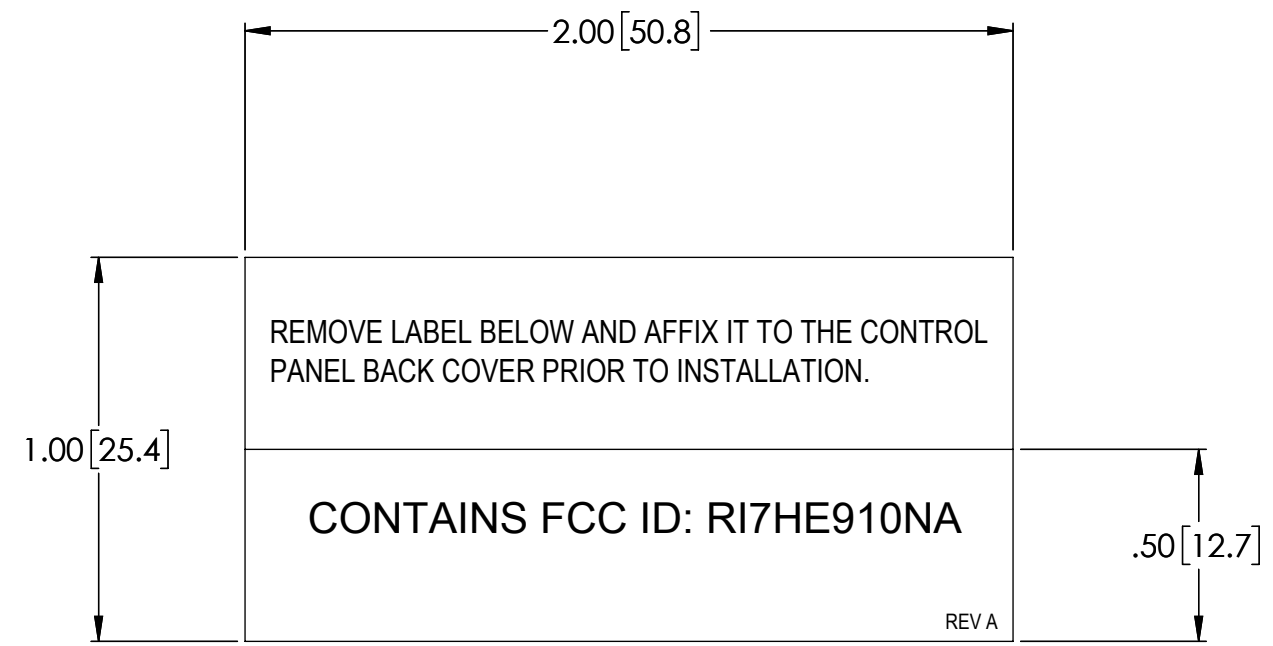 2.00[50.8]
REMOVE LABEL BELOW AND AFFIX IT TO THE CONTROL
PANEL BACK COVER PRIOR TO INSTALLATION.
1.00[25.4]
CONTAINS FCC ID: RI7HE910NA
.50[12.7]
REV A